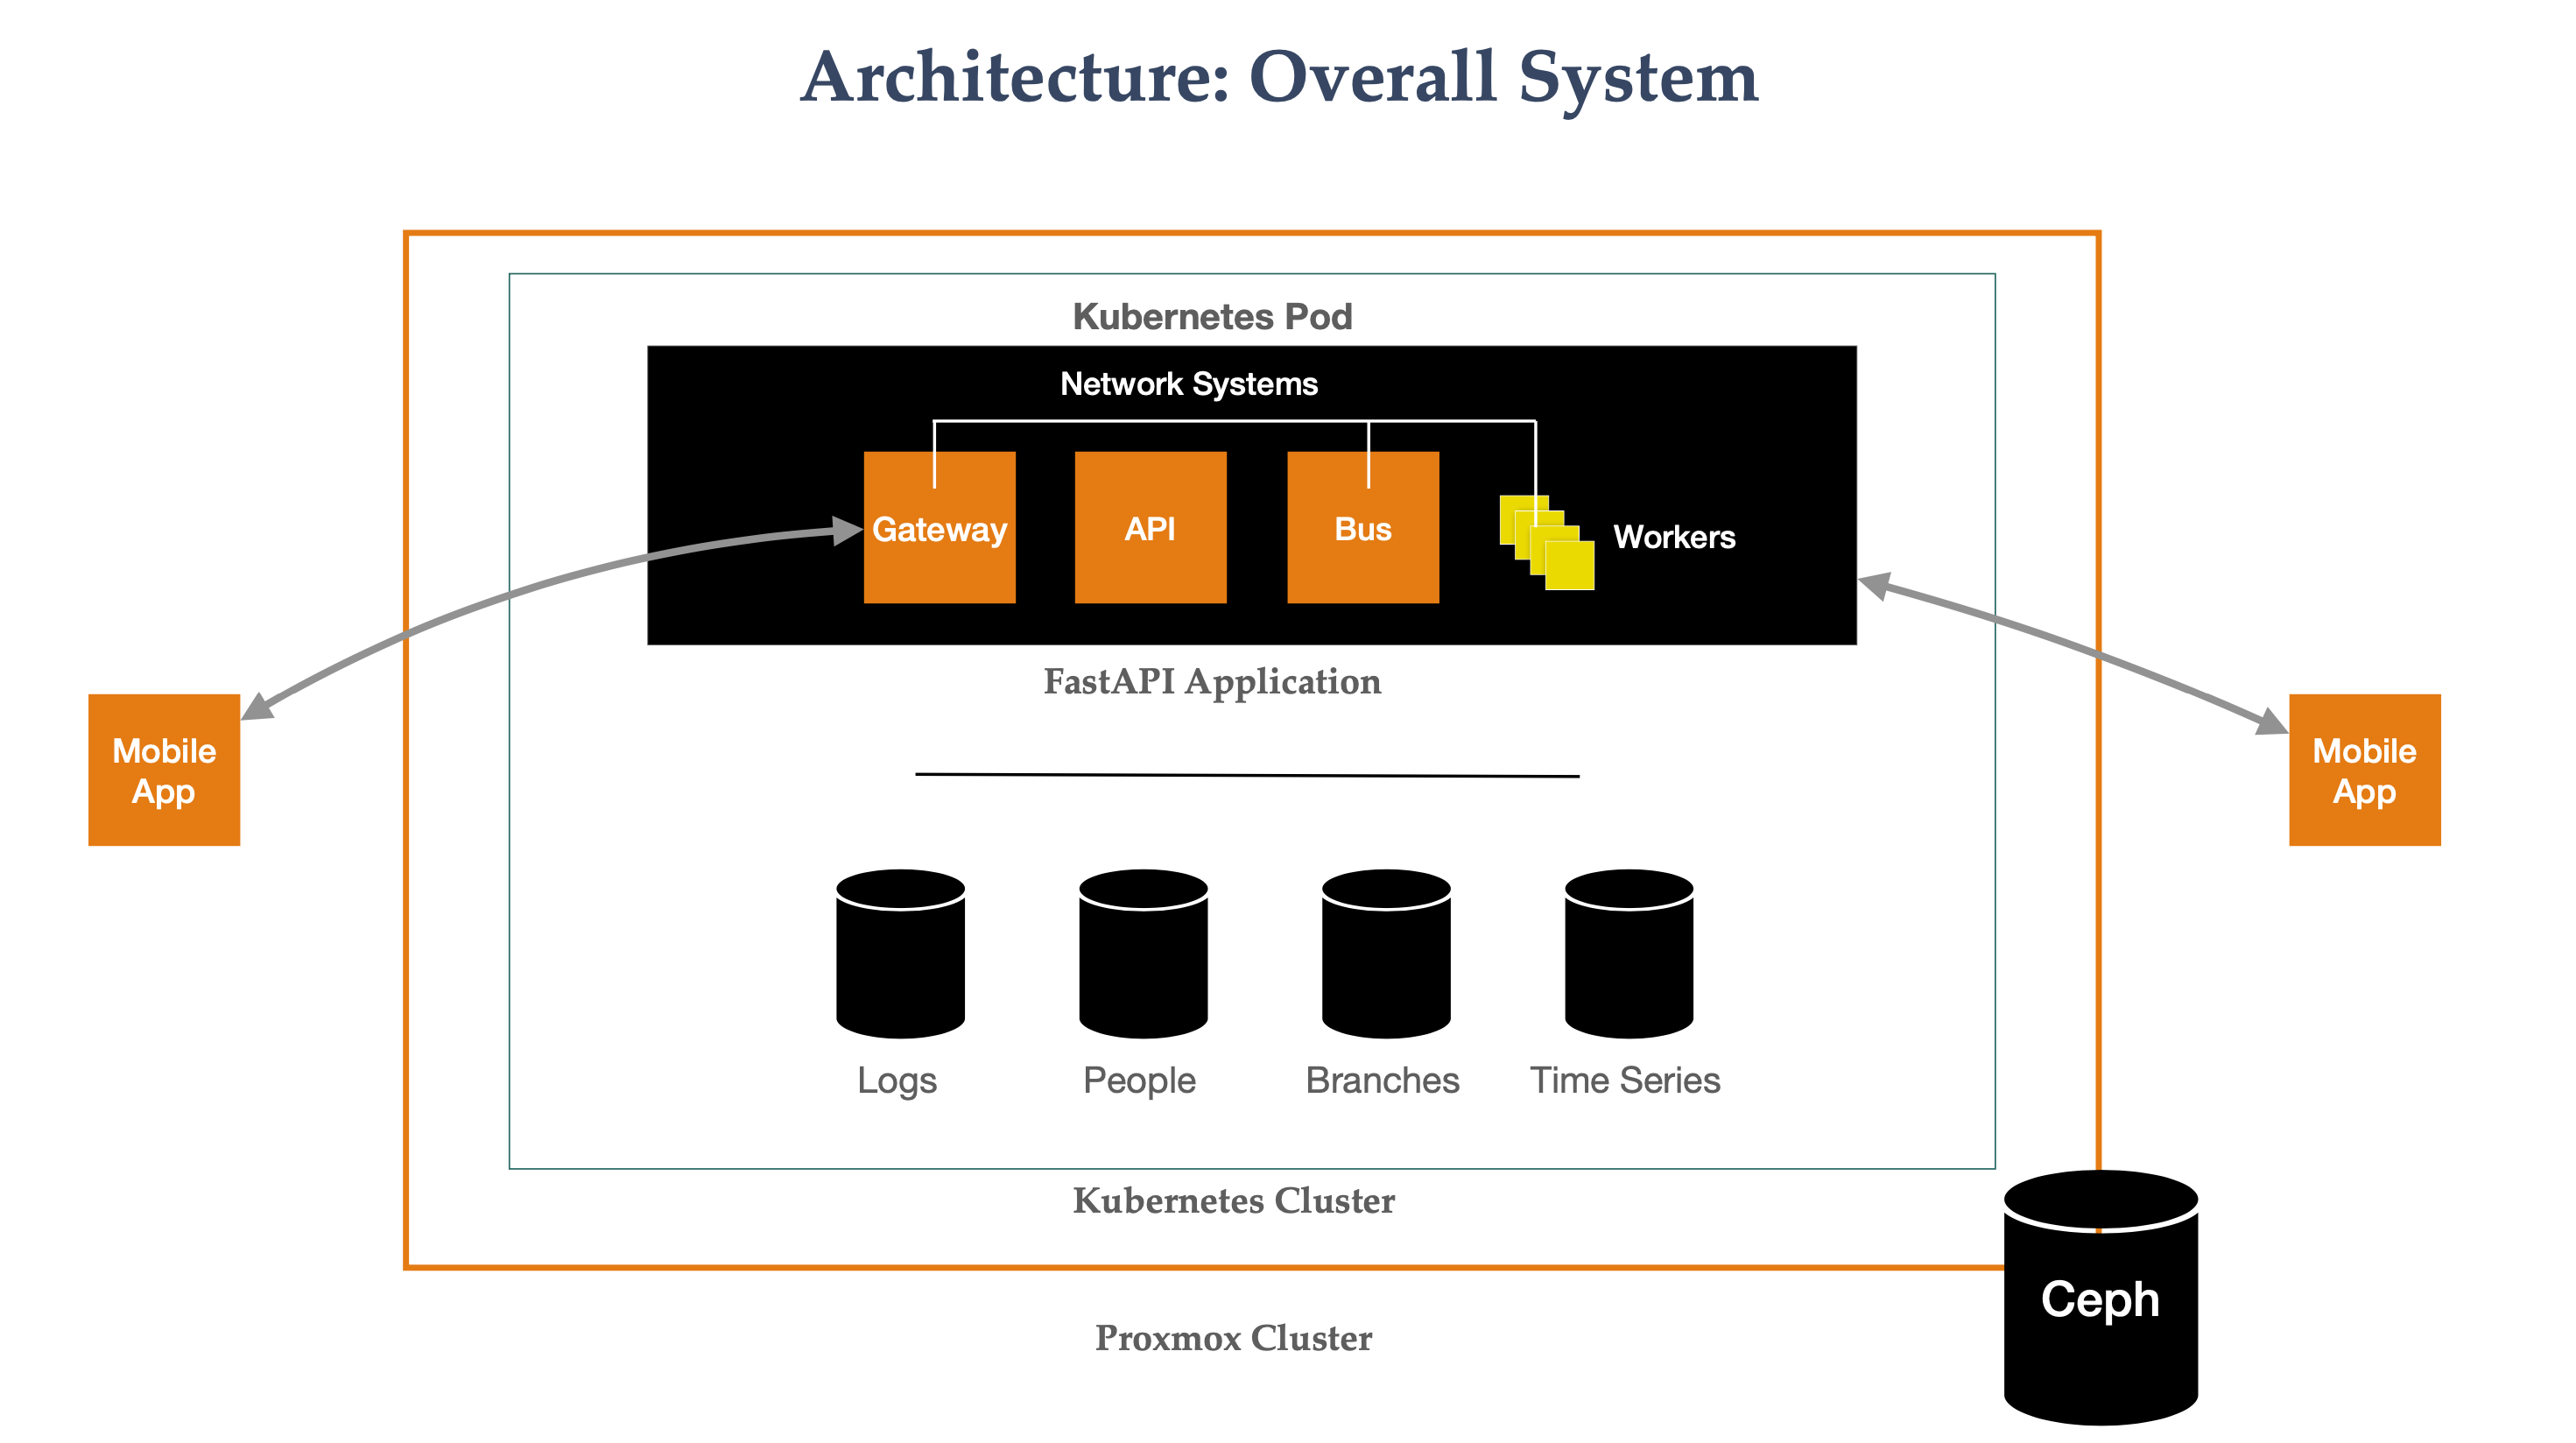 Architecture: Overall System
Kubernetes Pod
Network Systems
Gateway
API
Bus
Workers
FastAPI Application
Mobile
App
Mobile
App
Logs
People
Branches
Time Series
Kubernetes Cluster
Ceph
Proxmox Cluster